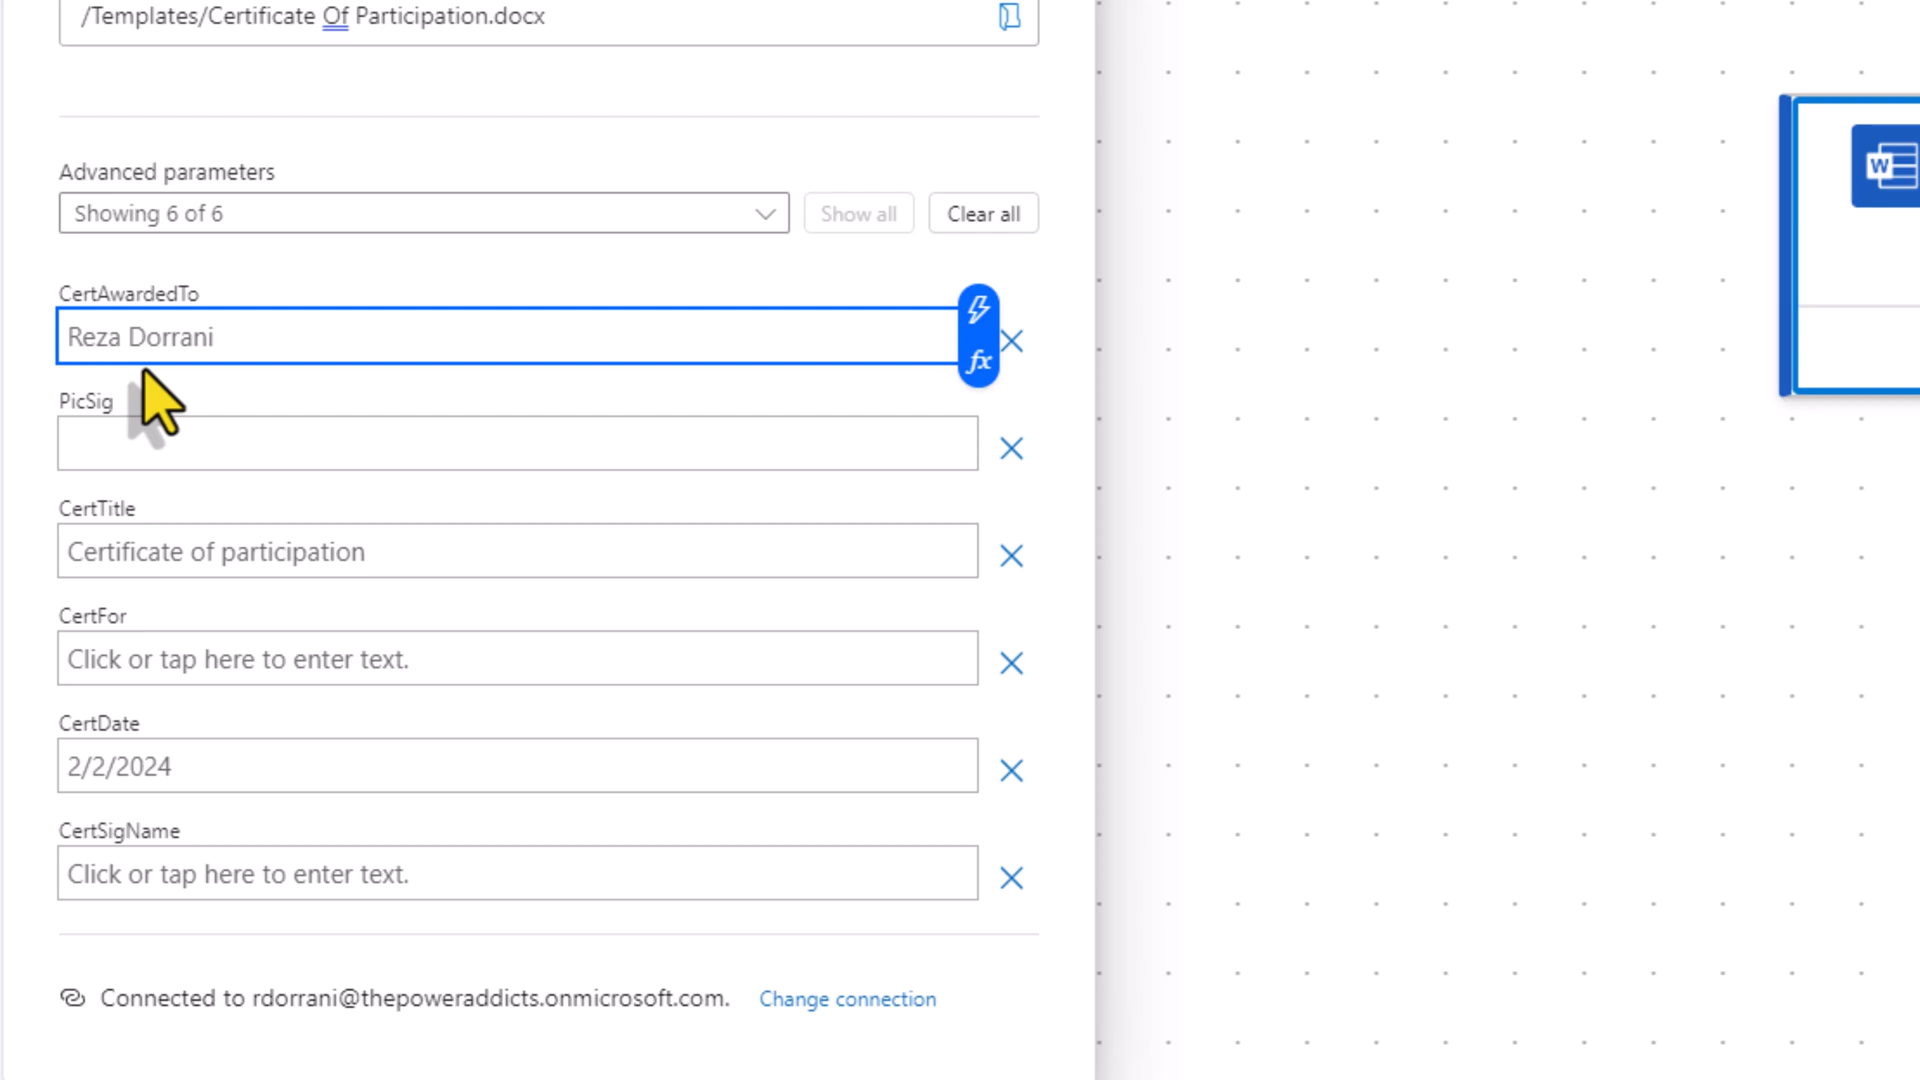 /Templates/Certificate Of Participation.docx
Advanced parameters
Showing 6 of 6
Show all
Clear all
CertAwardedTo
Reza Dorrani
fx
PicSig
CertTitle
Certificate of participation
CertFor
Click or tap here to enter text.
CertDate
2/2/2024
CertSigName
Click or tap here to enter text.
Connected to rdorrani@thepoweraddicts.onmicrosoft.com. Change connection
W